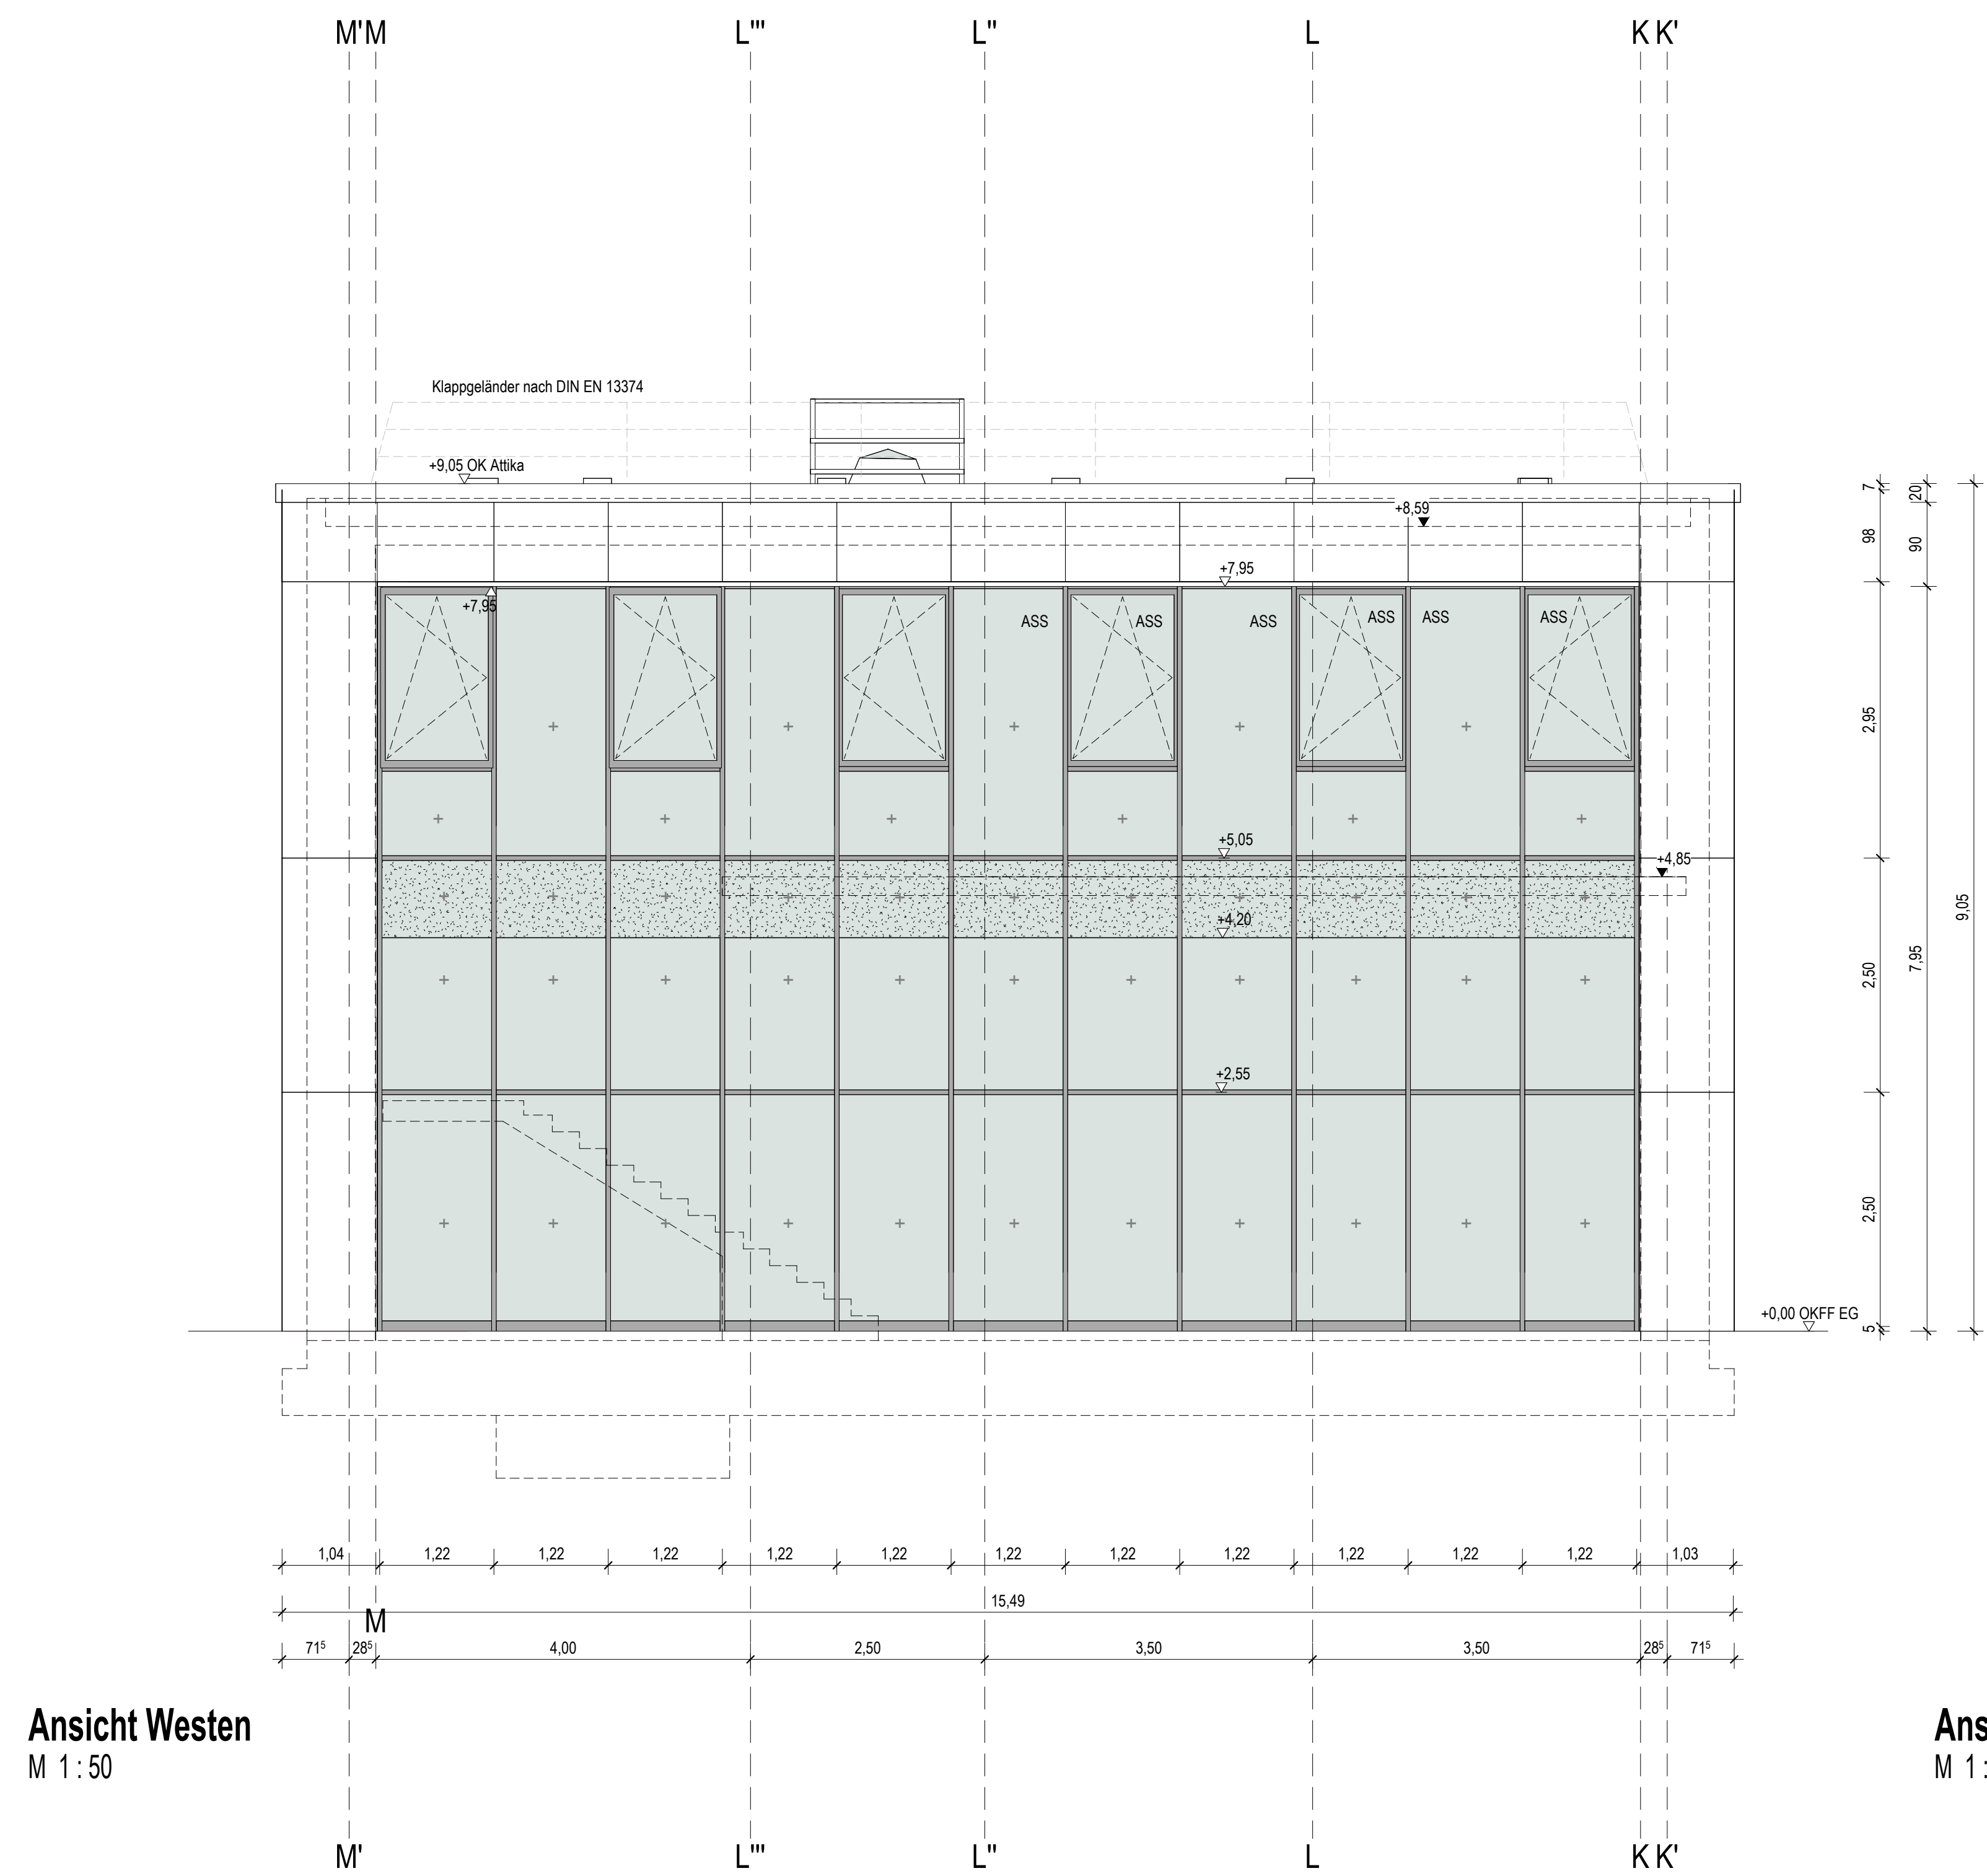 M' M L''' L'' L K K'
Klappgeländer nach DIN EN 13374
+9,05 OK Attika
+8,59
+7,95
+7,95
ASS ASS ASS ASS ASS ASS
+5,05
+4,85
+4,20
+2,55
+0,00 OKFF EG
7 98 2,95 2,50 2,50 5
20 90 7,95
9,05
1,04 1,22 1,22 1,22 1,22 1,22 1,22 1,22 1,22 1,22 1,22 1,22 1,03
15,49
M
71⁵ 28⁵ 4,00 2,50 3,50 3,50 28⁵ 71⁵
Ansicht Westen
M 1 : 50
Ans
M 1 :
M' L''' L'' L K K'